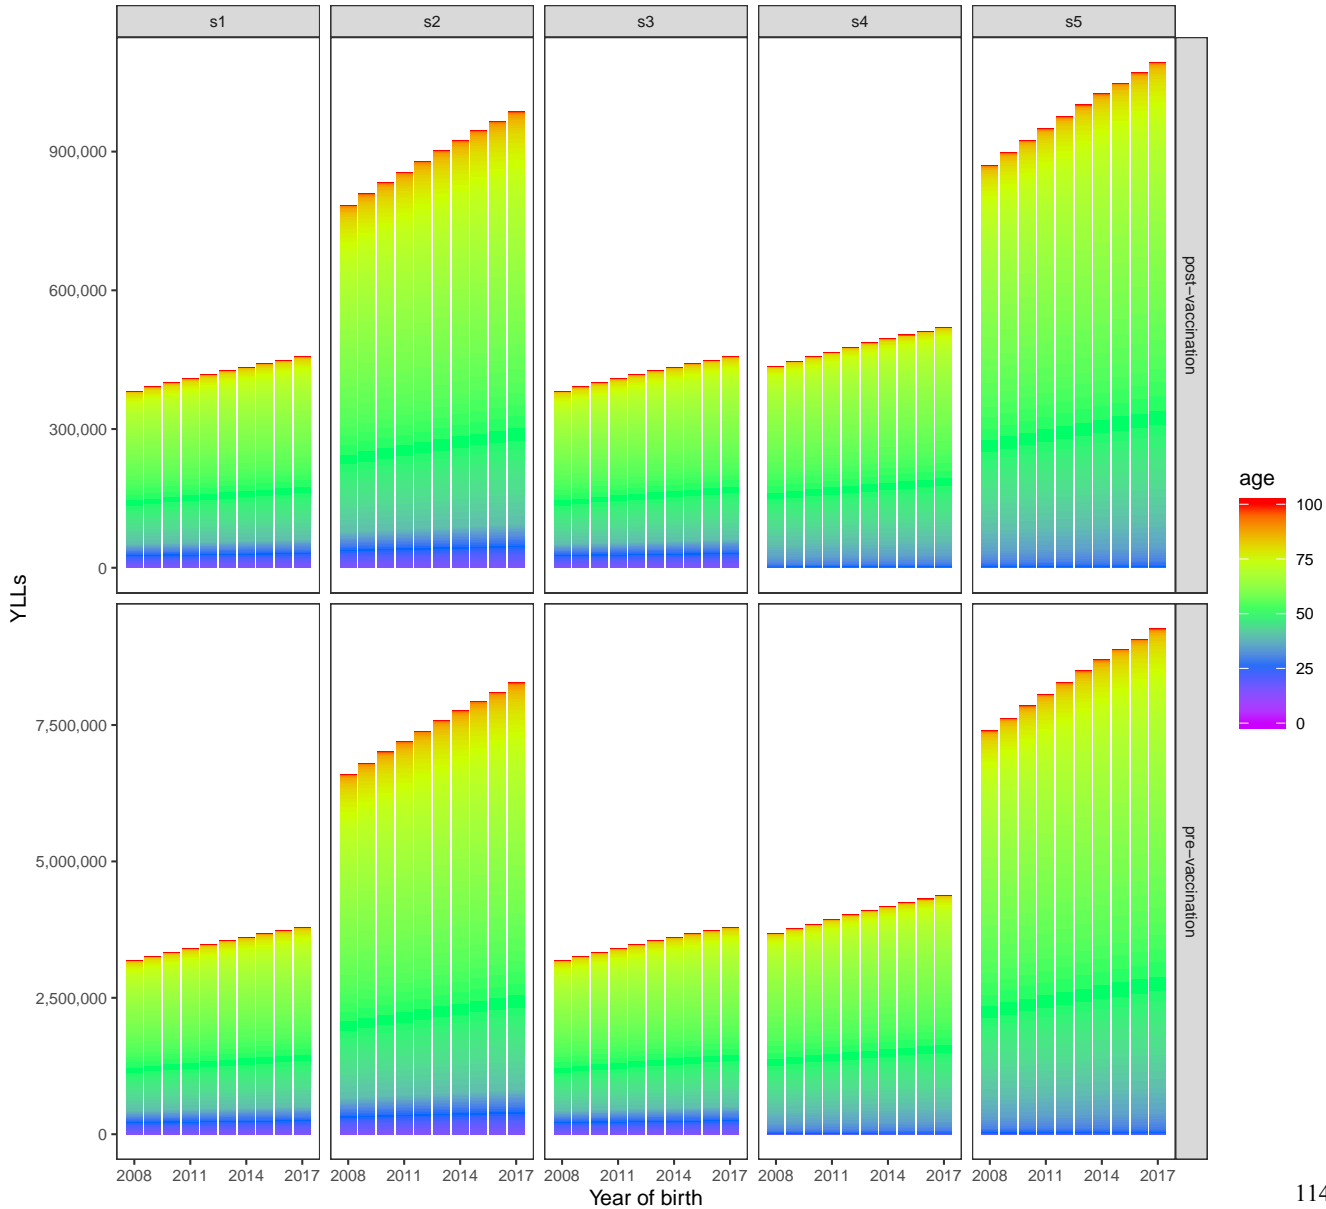 s1 s2 s3 s4 s5
900,000
600,000
300,000
0
post−vaccination
YLLs
7,500,000
5,000,000
2,500,000
0
pre−vaccination
2008 2011 2014 2017 2008 2011 2014 2017 2008 2011 2014 2017 2008 2011 2014 2017 2008 2011 2014 2017
Year of birth
age
100
75
50
25
0
114